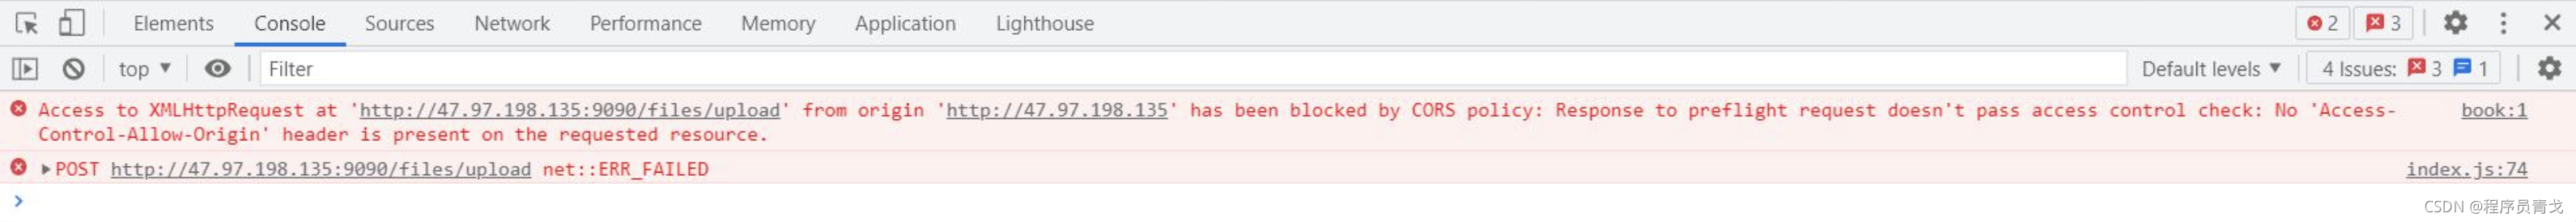 Elements Console Sources Network Performance Memory Application Lighthouse 2 3
top Filter Default levels 4 Issues: 3 1
Access to XMLHttpRequest at 'http://47.97.198.135:9090/files/upload' from origin 'http://47.97.198.135' has been blocked by CORS policy: Response to preflight request doesn't pass access control check: No 'Access- book:1
Control-Allow-Origin' header is present on the requested resource.
POST http://47.97.198.135:9090/files/upload net::ERR_FAILED index.js:74
CSDN @程序员青戈